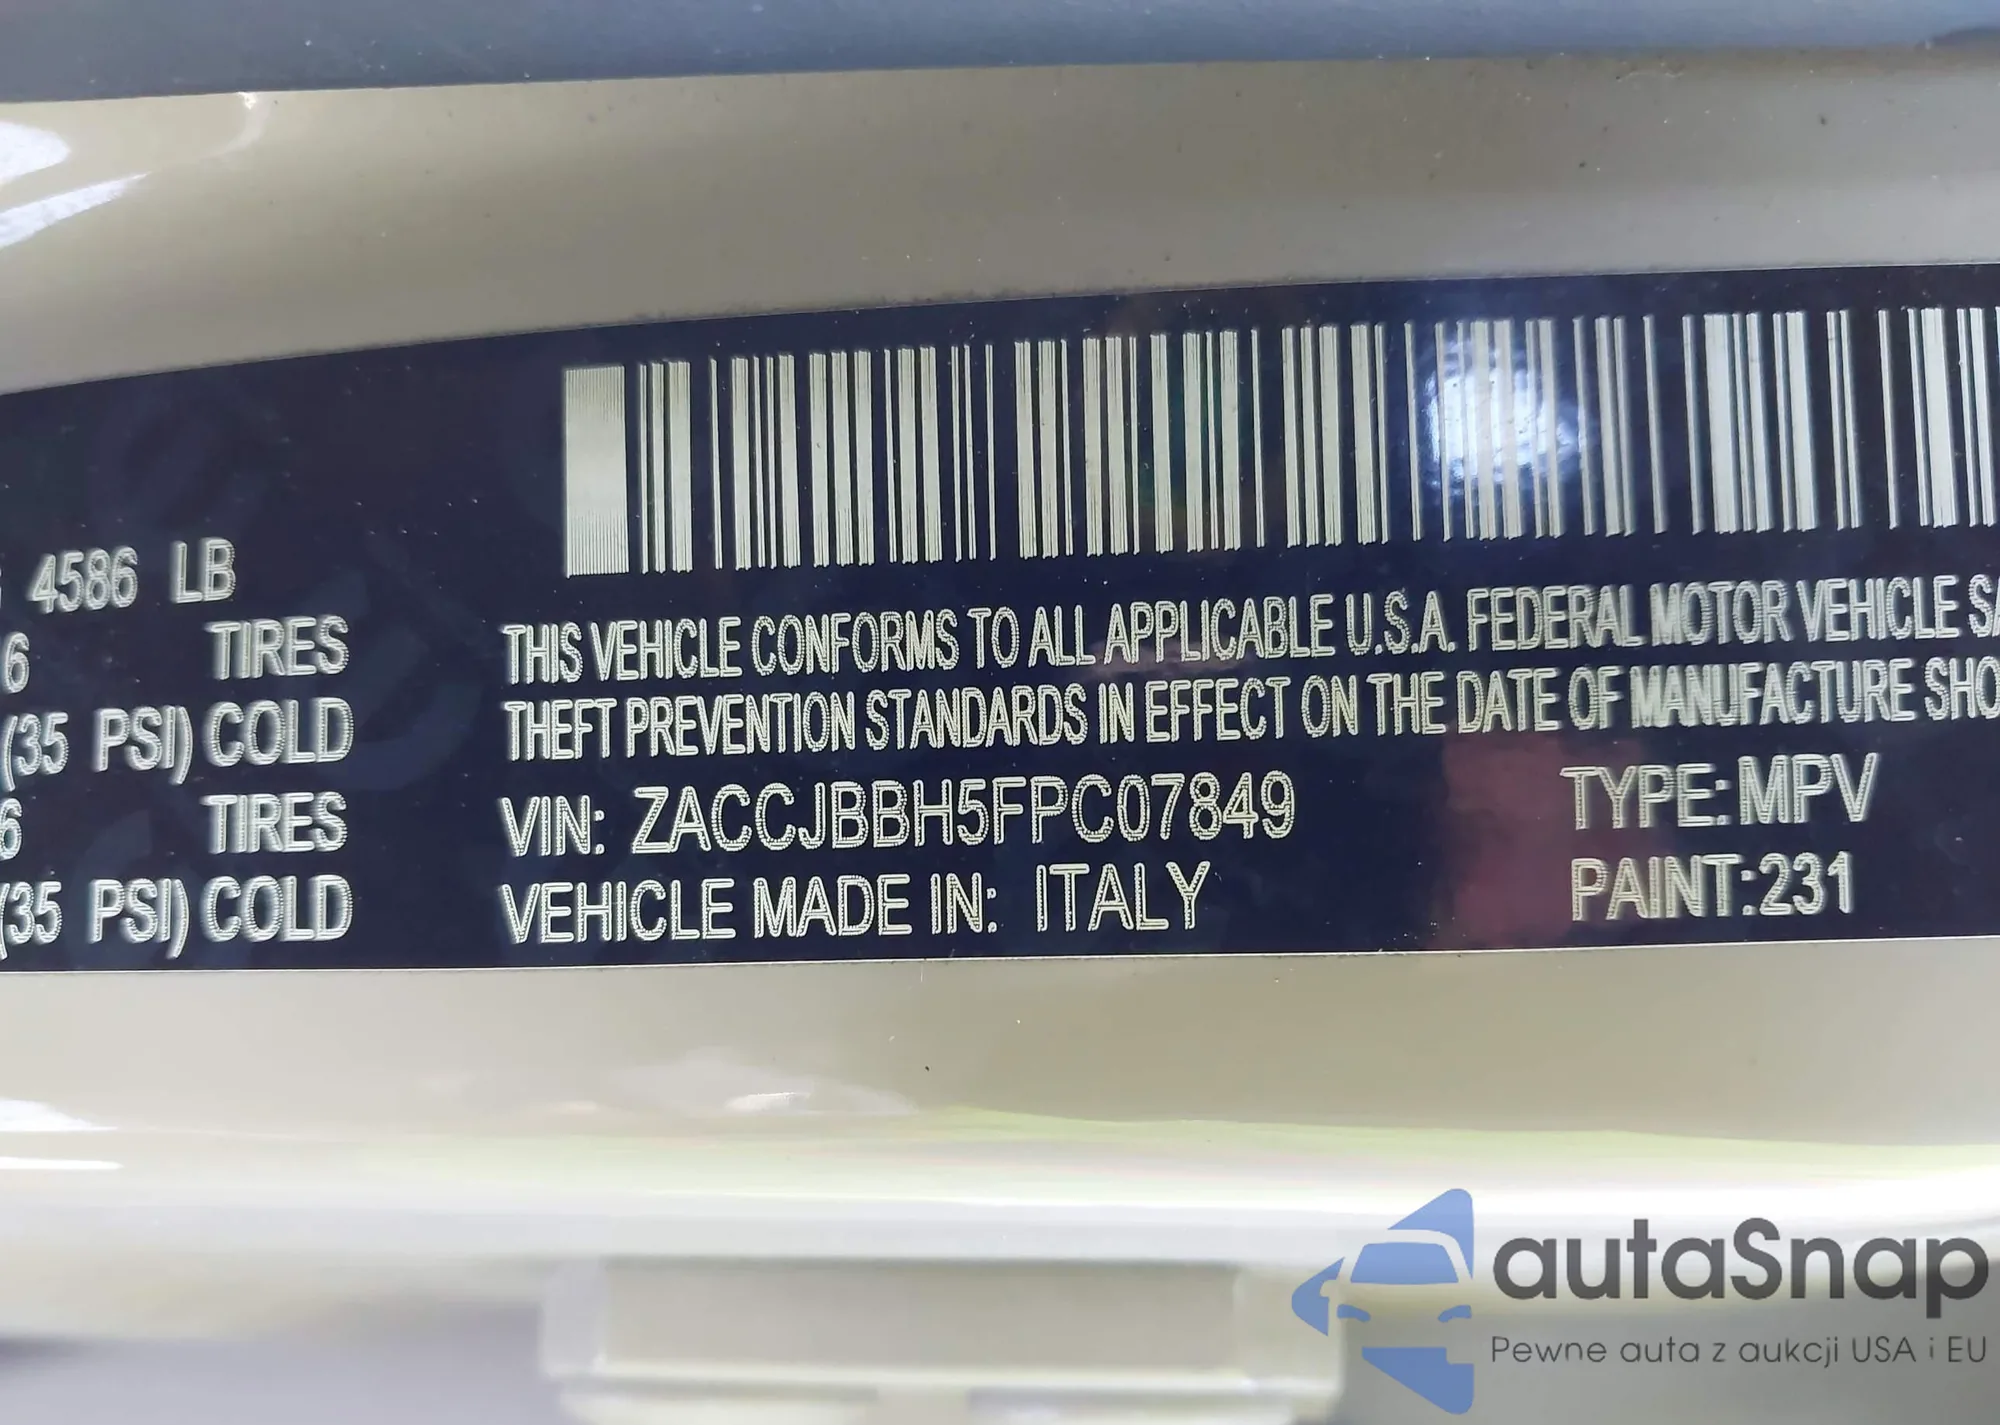 4586 LB
6 TIRES
(35 PSI) COLD
6 TIRES
(35 PSI) COLD
THIS VEHICLE CONFORMS TO ALL APPLICABLE U.S.A. FEDERAL MOTOR VEHICLE SA
THEFT PREVENTION STANDARDS IN EFFECT ON THE DATE OF MANUFACTURE SHO
VIN: ZACCJBBH5FPC07849 TYPE: MPV
VEHICLE MADE IN: ITALY PAINT: 231
autaSnap
Pewne auta z aukcji USA i EU